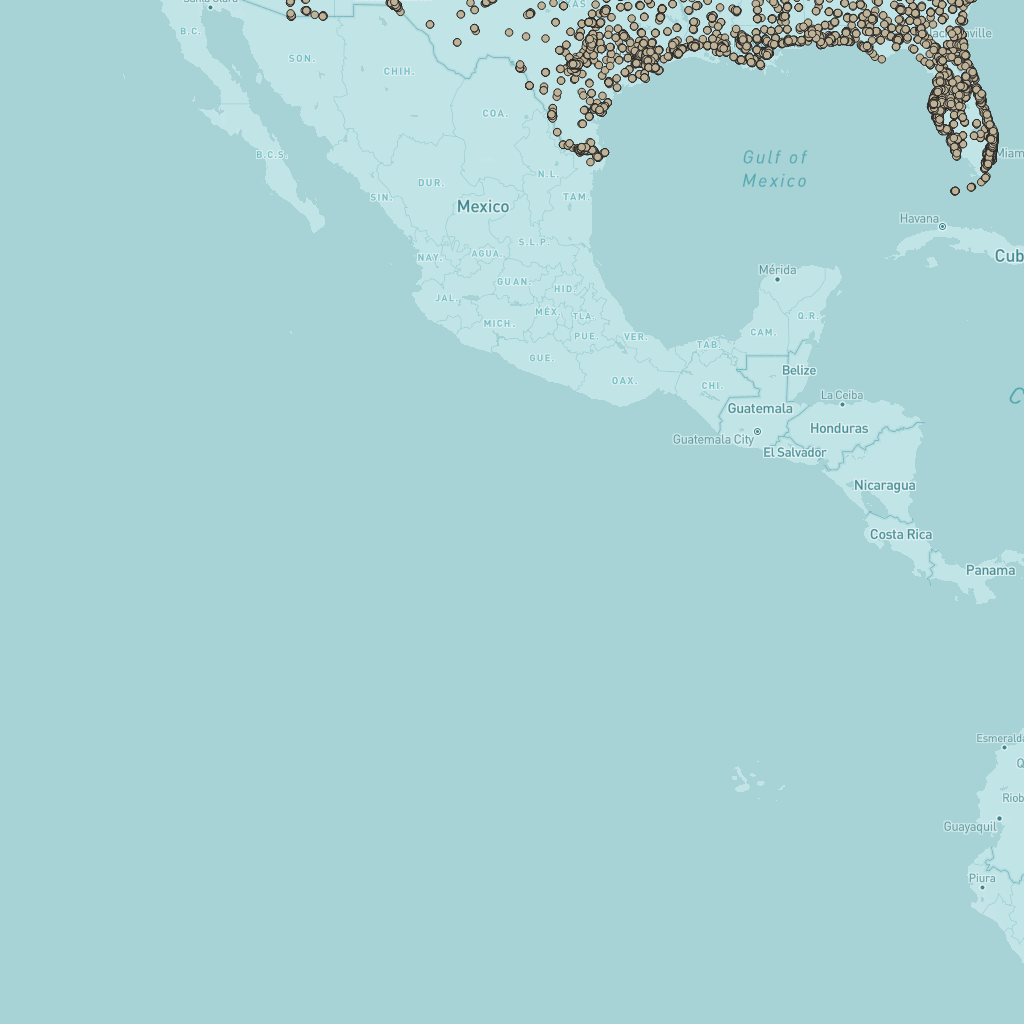 Santa Clara
B.C.
SON.
CHIH.
COA.
B.C.S.
Gulf of
Mexico
N.L.
DUR.
SIN.
TAM.
Mexico
Havana
S.L.P.
AGUA.
NAY.
Cub
Mérida
GUAN.
HID.
JAL.
MÉX.
TLA.
Q.R.
MICH.
CAM.
PUE.
VER.
TAB.
GUE.
Belize
OAX.
CHI.
La Ceiba
Guatemala
Honduras
Guatemala City
El Salvador
Nicaragua
Costa Rica
Panama
Esmeralda
Q
Riob
Guayaquil
Piura